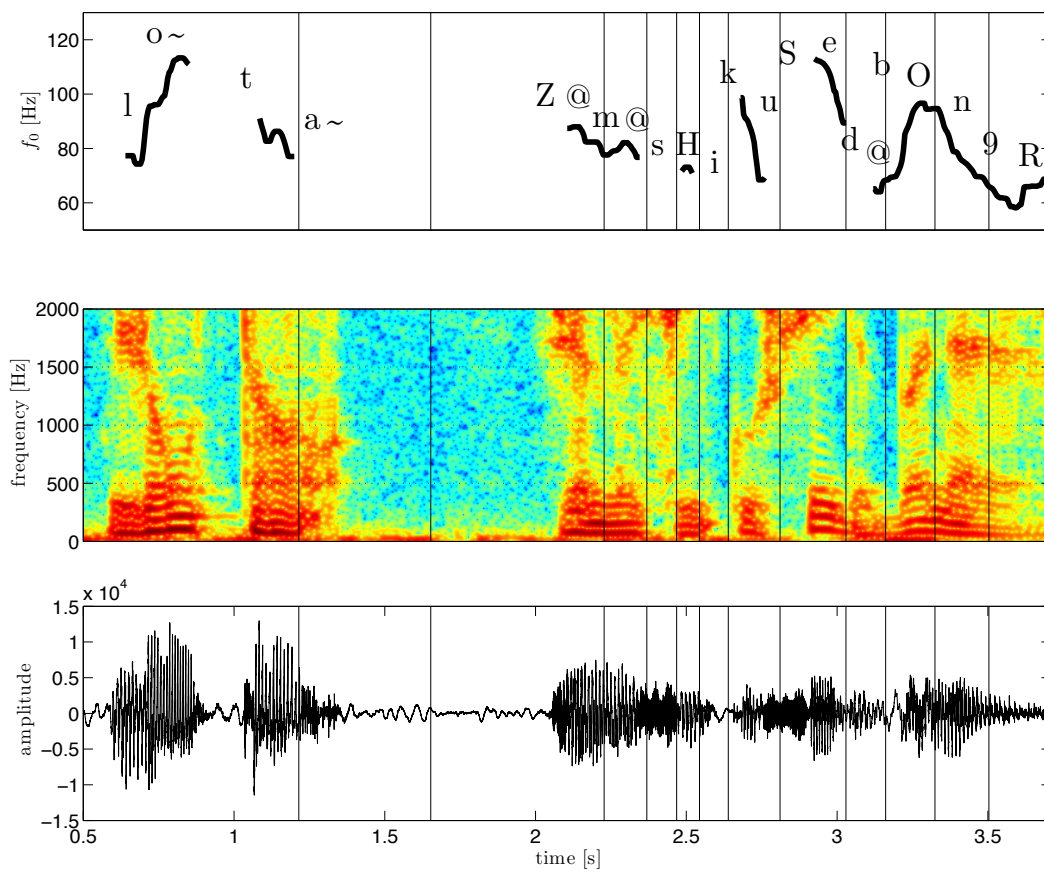 120
100
80
60
f₀ [Hz]
l o~ t a~ Z @ m @ s H i k u S e d @ b O n 9 R
2000
1500
1000
500
0
frequency [Hz]
x 10⁴
1.5
1
0.5
0
−0.5
−1
−1.5
amplitude
0.5 1 1.5 2 2.5 3 3.5
time [s]